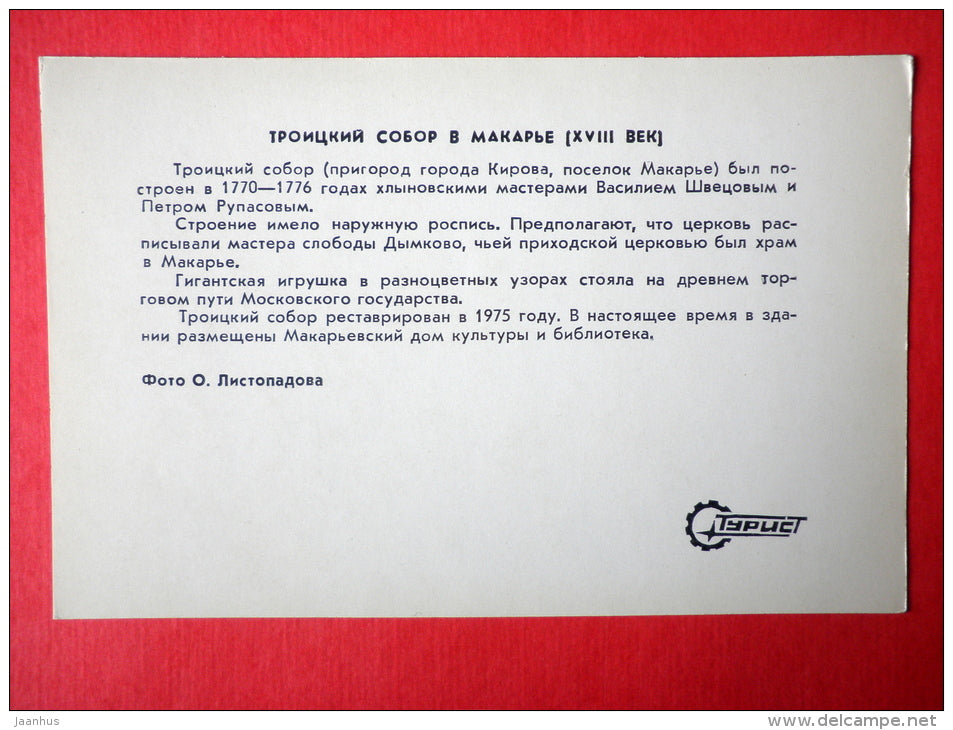 ТРОИЦКИЙ СОБОР В МАКАРЬЕ (XVIII ВЕК)
Троицкий собор (пригород города Кирова, поселок Макарье) был по-
строен в 1770—1776 годах хлыновскими мастерами Василием Швецовым и
Петром Рупасовым.
Строение имело наружную роспись. Предполагают, что церковь рас-
писывали мастера слободы Дымково, чьей приходской церковью был храм
в Макарье.
Гигантская игрушка в разноцветных узорах стояла на древнем тор-
говом пути Московского государства.
Троицкий собор реставрирован в 1975 году. В настоящее время в зда-
нии размещены Макарьевский дом культуры и библиотека.
Фото О. Листопадова
ТУРИСТ
Jaanhus
www.delcampe.net